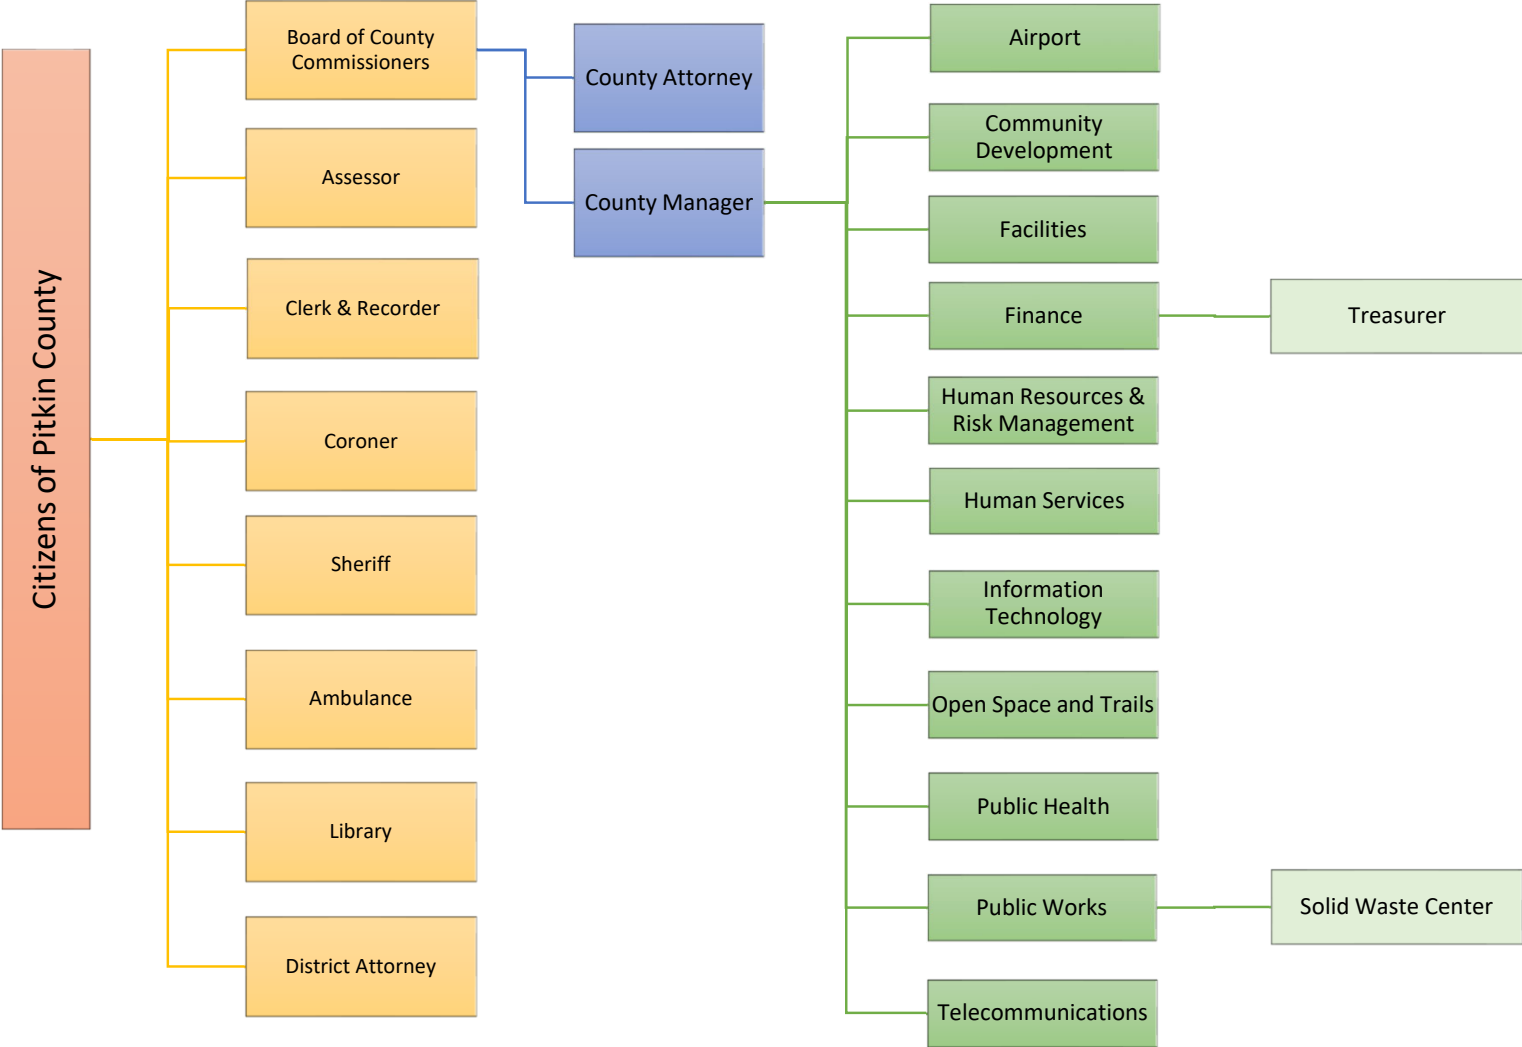 Citizens of Pitkin County
Board of County
Commissioners
Assessor
Clerk & Recorder
Coroner
Sheriff
Ambulance
Library
District Attorney
County Attorney
County Manager
Airport
Community
Development
Facilities
Finance
Human Resources &
Risk Management
Human Services
Information
Technology
Open Space and Trails
Public Health
Public Works
Telecommunications
Treasurer
Solid Waste Center